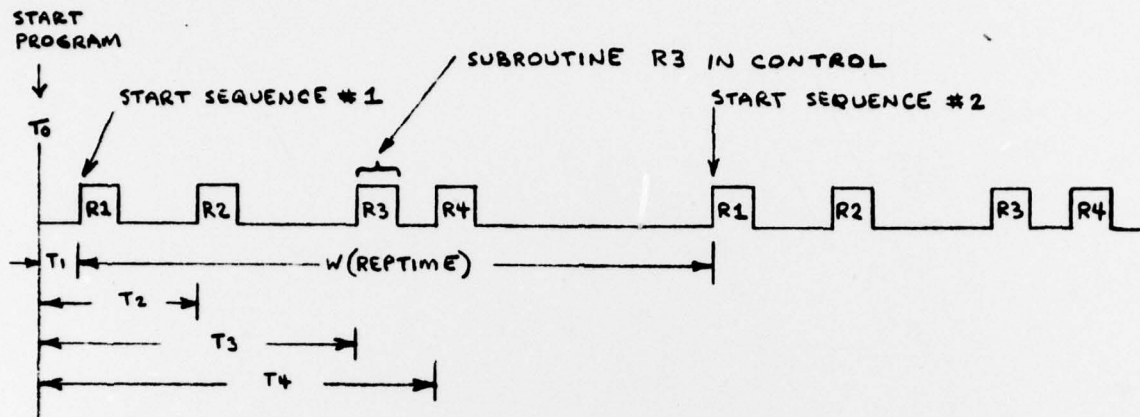 START
PROGRAM
SUBROUTINE R3 IN CONTROL
START SEQUENCE #1
START SEQUENCE #2
T0
R1
R2
R3
R4
R1
R2
R3
R4
T1
W(REPTIME)
T2
T3
T4